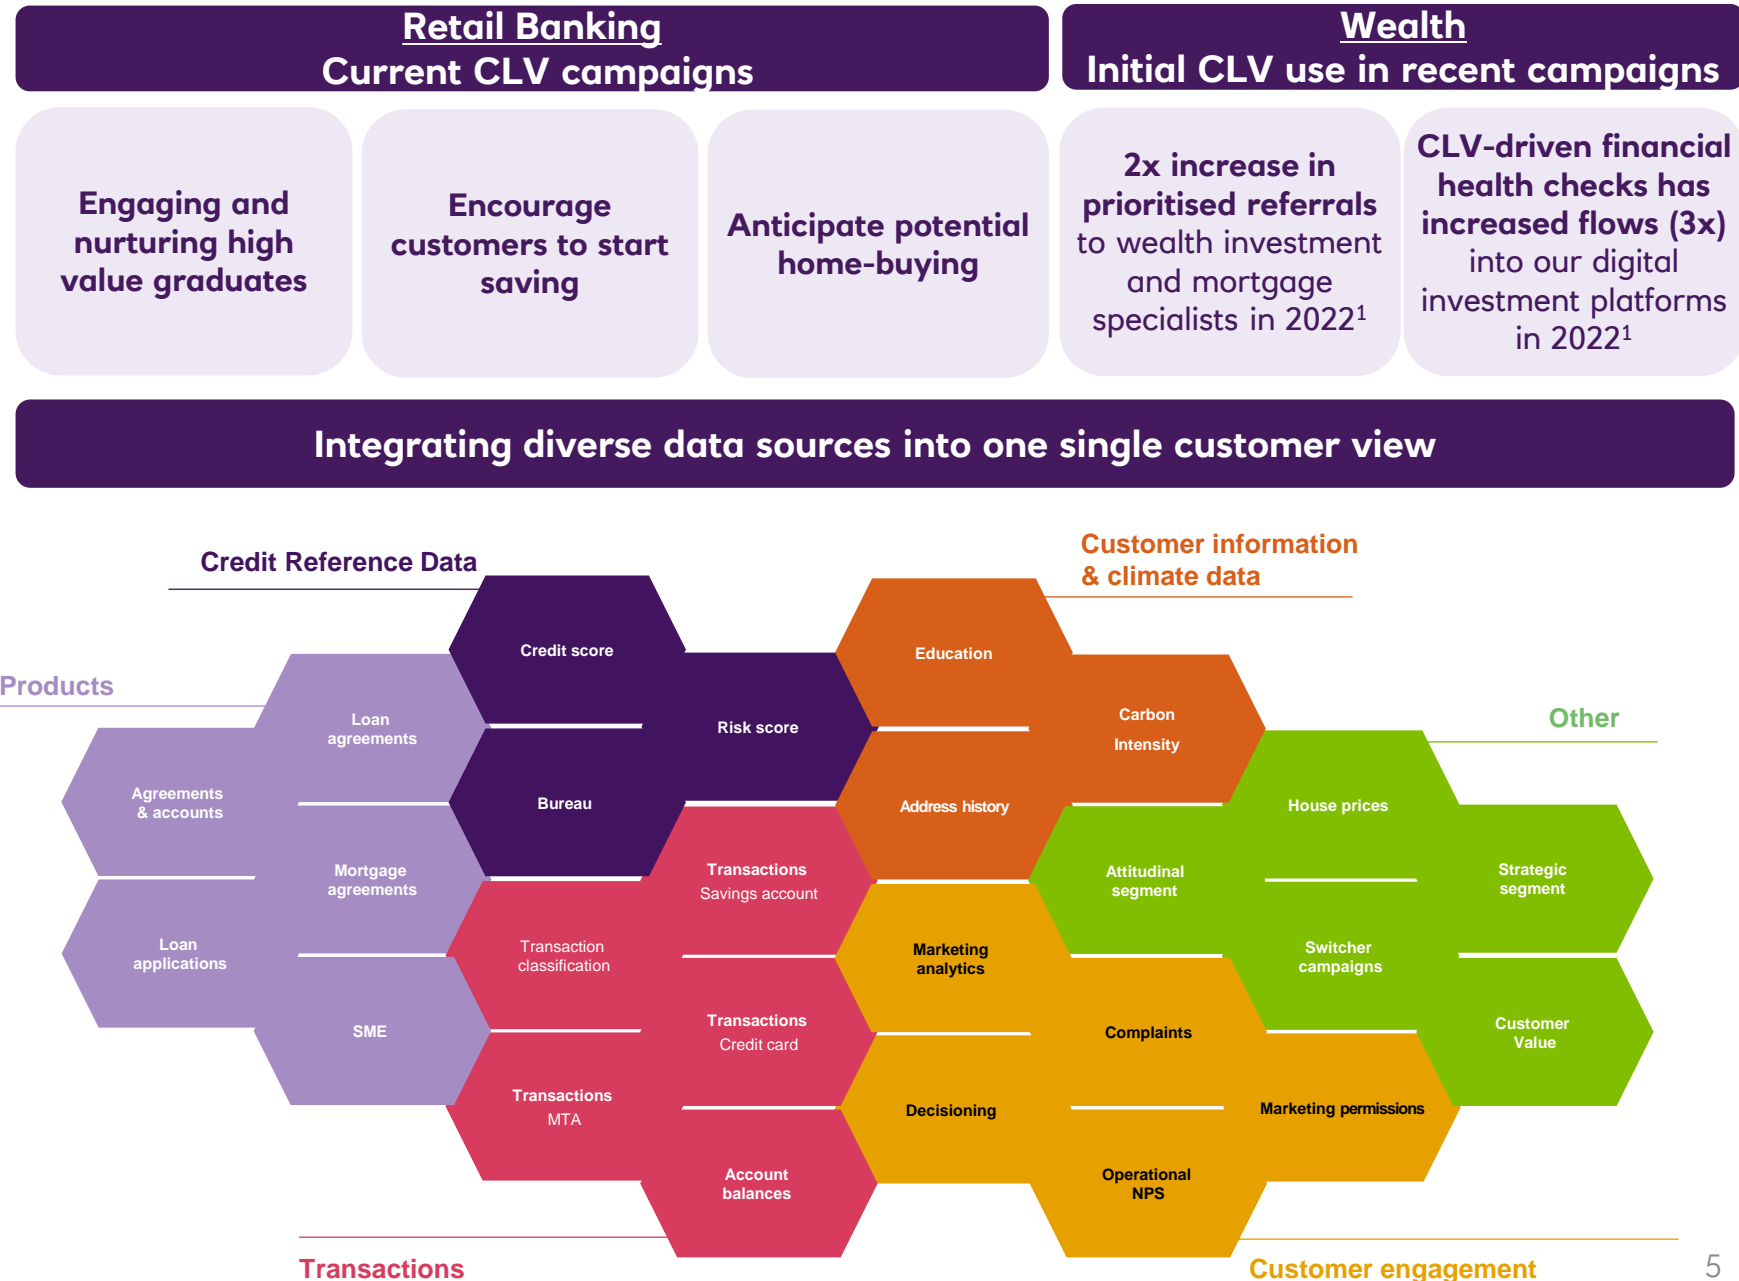 Retail Banking
Current CLV campaigns
Wealth
Initial CLV use in recent campaigns
Engaging and
nurturing high
value graduates
Encourage
customers to start
saving
Anticipate potential
home-buying
2x increase in
prioritised referrals
to wealth investment
and mortgage
specialists in 2022¹
CLV-driven financial
health checks has
increased flows (3x)
into our digital
investment platforms
in 2022¹
Integrating diverse data sources into one single customer view
Credit Reference Data
Customer information
& climate data
Products
Other
Credit score
Education
Loan
agreements
Risk score
Carbon
Intensity
Agreements
& accounts
Bureau
Address history
House prices
Mortgage
agreements
Transactions
Savings account
Attitudinal
segment
Strategic
segment
Loan
applications
Transaction
classification
Marketing
analytics
Switcher
campaigns
SME
Transactions
Credit card
Complaints
Customer
Value
Transactions
MTA
Decisioning
Marketing permissions
Account
balances
Operational
NPS
Transactions
Customer engagement
5